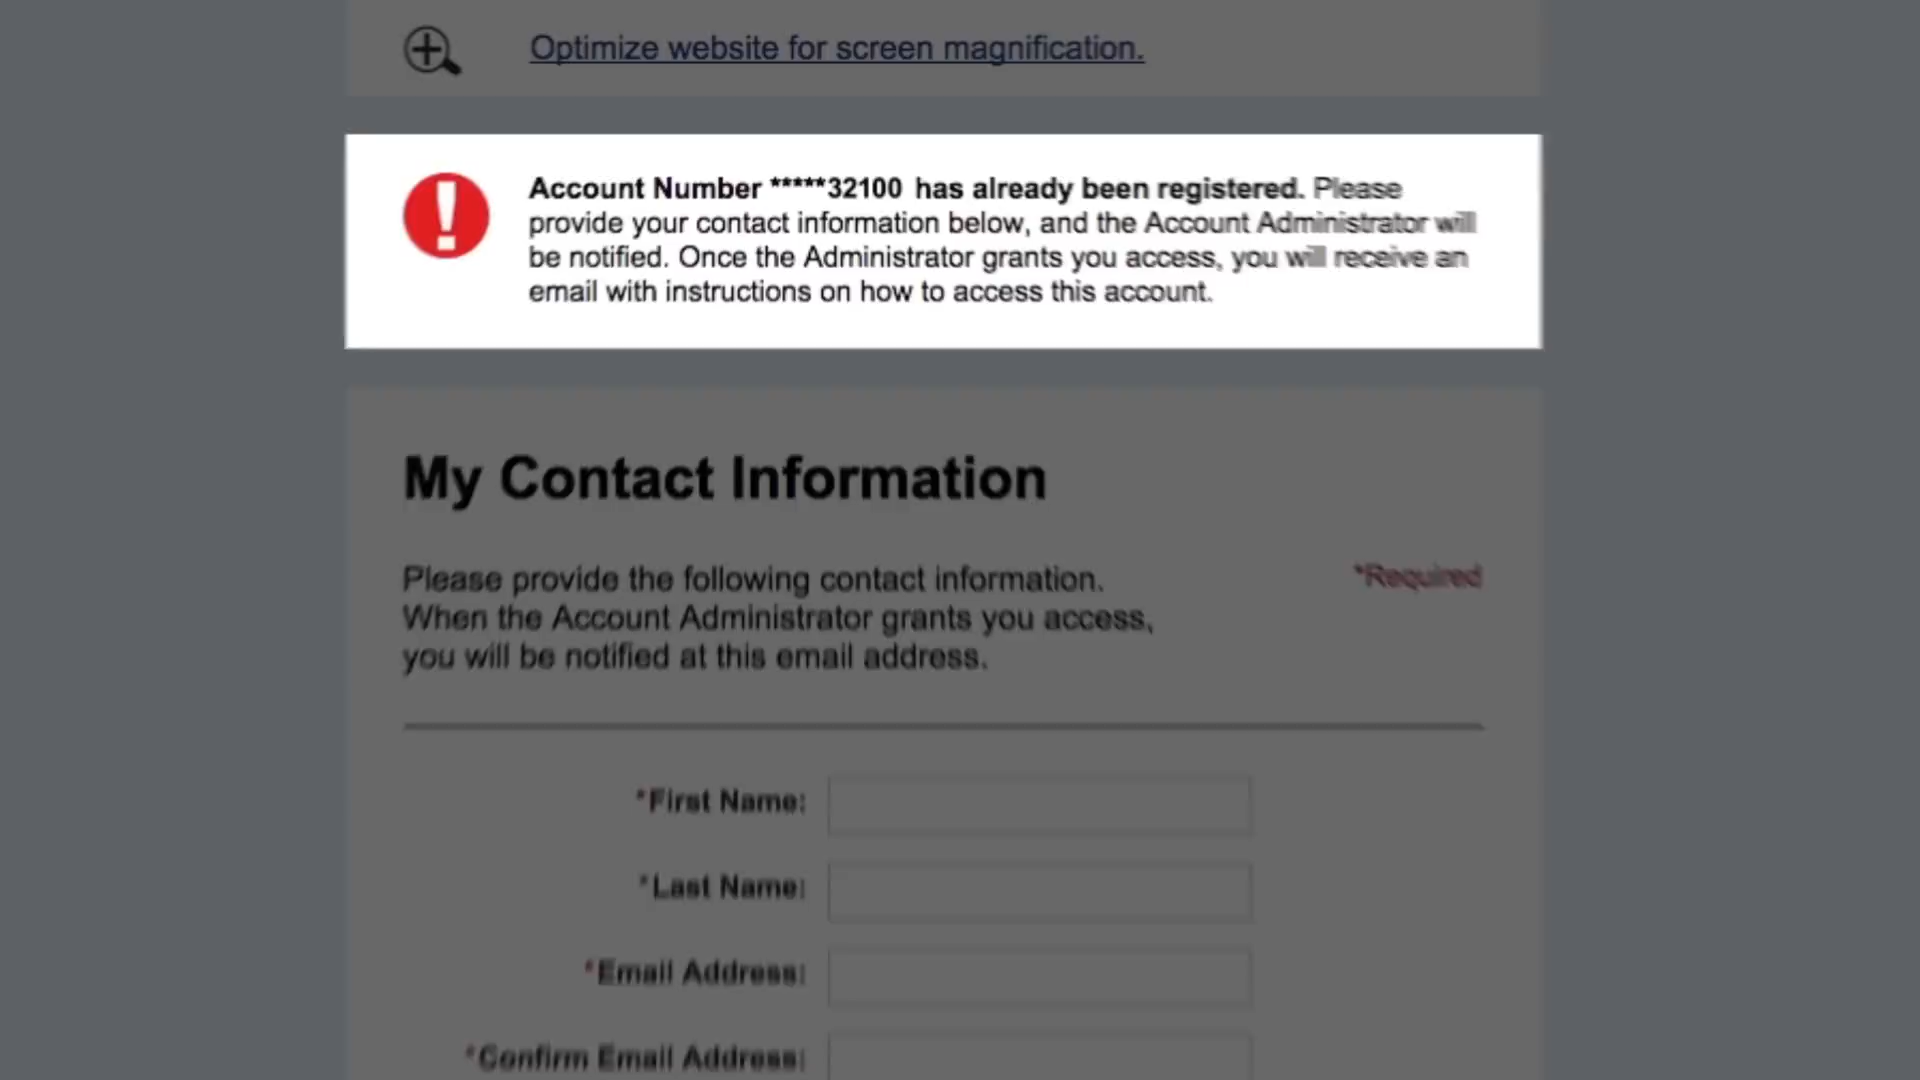 Optimize website for screen magnification.
Account Number *****32100 has already been registered. Please
provide your contact information below, and the Account Administrator will
be notified. Once the Administrator grants you access, you will receive an
email with instructions on how to access this account.
My Contact Information
Please provide the following contact information.
*Required
When the Account Administrator grants you access,
you will be notified at this email address.
*First Name:
*Last Name:
*Email Address:
*Confirm Email Address: